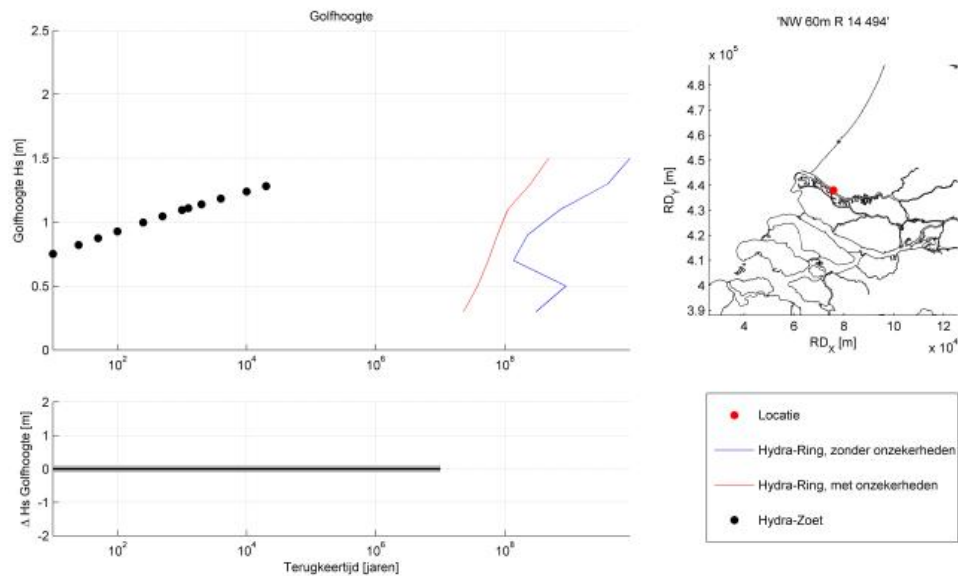 Golfhoogte
2.5
2
1.5
1
0.5
0
Golfhoogte Hs [m]
10^2
10^4
10^6
10^8
2
1
0
-1
-2
Δ Hs Golfhoogte [m]
10^2
10^4
10^6
10^8
Terugkeertijd [jaren]
'NW 60m R 14 494'
x 10^5
4.8
4.7
4.6
4.5
4.4
4.3
4.2
4.1
4
3.9
RD_Y [m]
4
6
8
10
12
x 10^4
RD_X [m]
Locatie
Hydra-Ring, zonder onzekerheden
Hydra-Ring, met onzekerheden
Hydra-Zoet